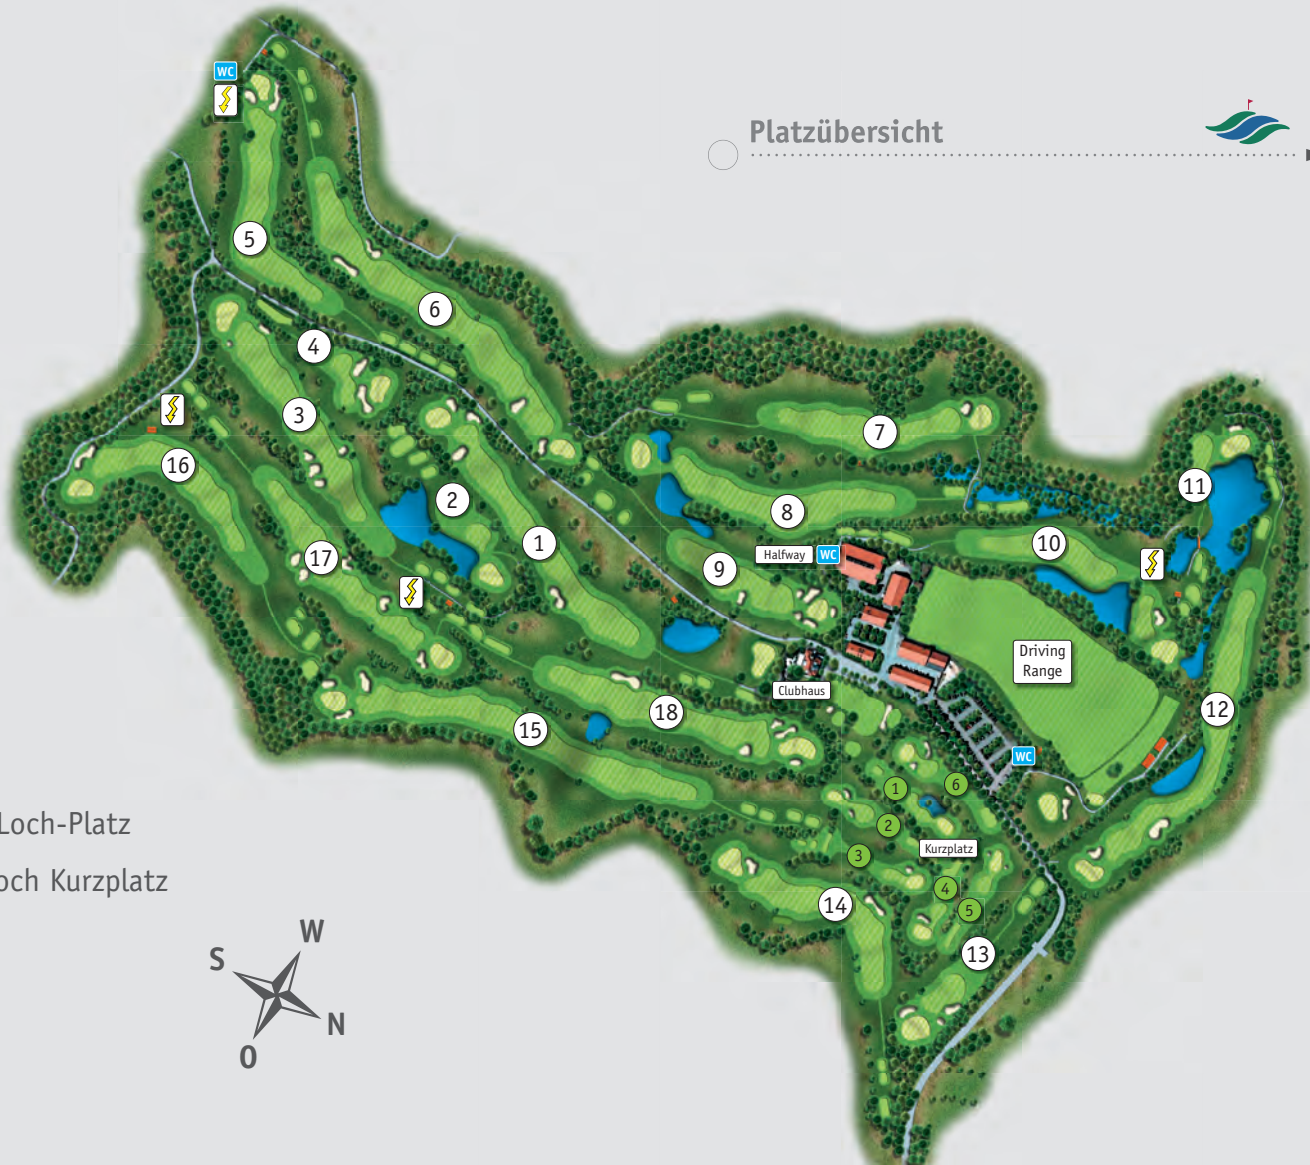 Platzübersicht
WC
5
6
4
3
16
2
17
1
7
8
9
Halfway
WC
10
11
Driving
Range
12
Clubhaus
18
15
WC
1
6
2
Kurzplatz
3
4
5
14
13
Loch-Platz
och Kurzplatz
W
S
N
O